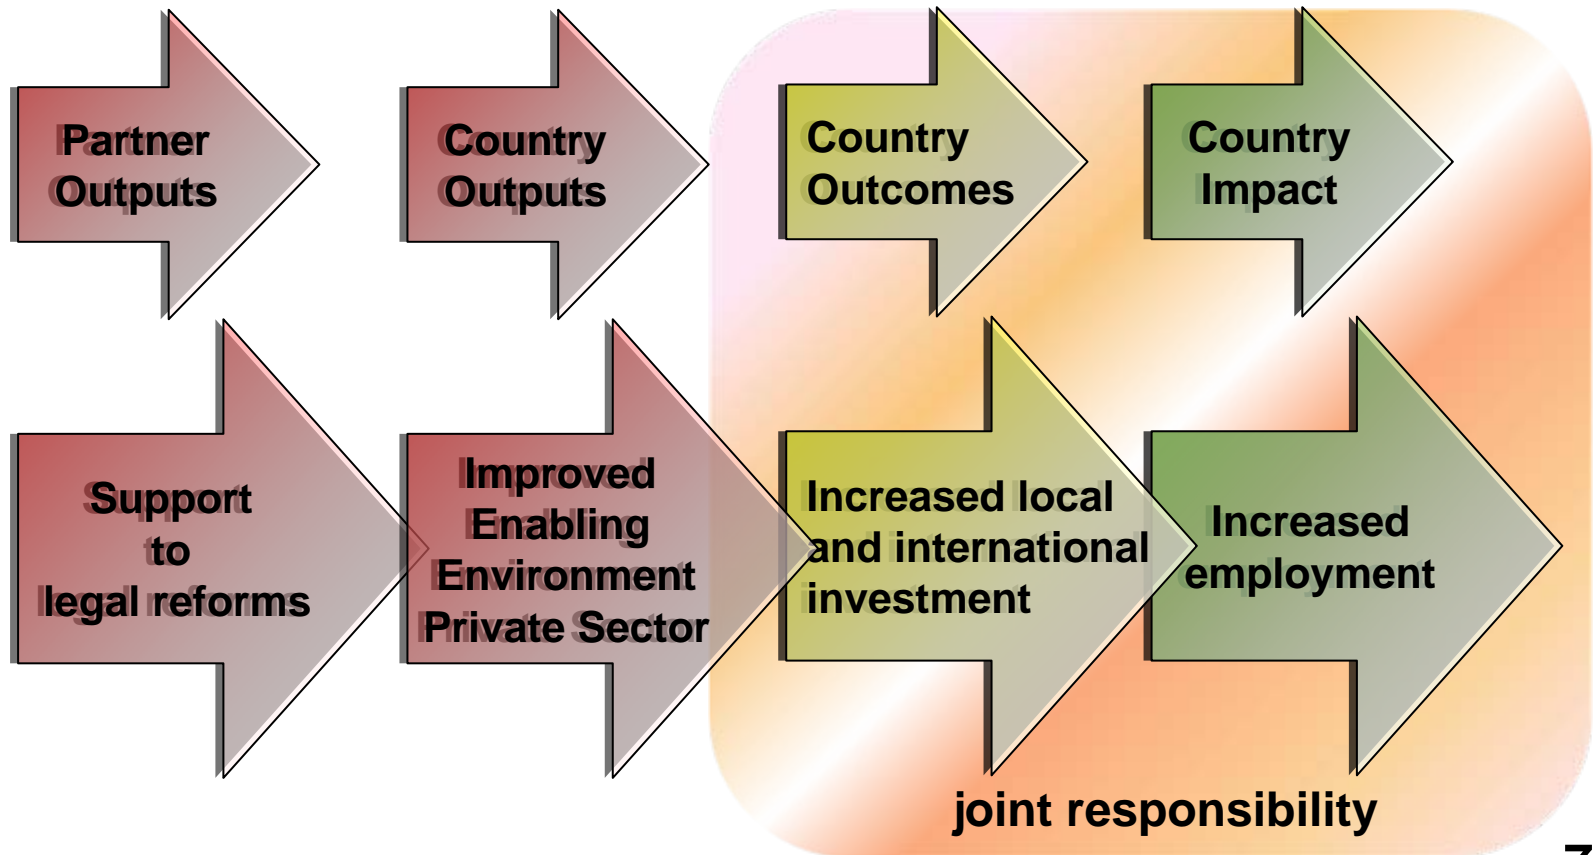 Partner
Outputs
Country
Outputs
Country
Outcomes
Country
Impact
Support
to
legal reforms
Improved
Enabling
Environment
Private Sector
Increased local
and international
investment
Increased
employment
joint responsibility